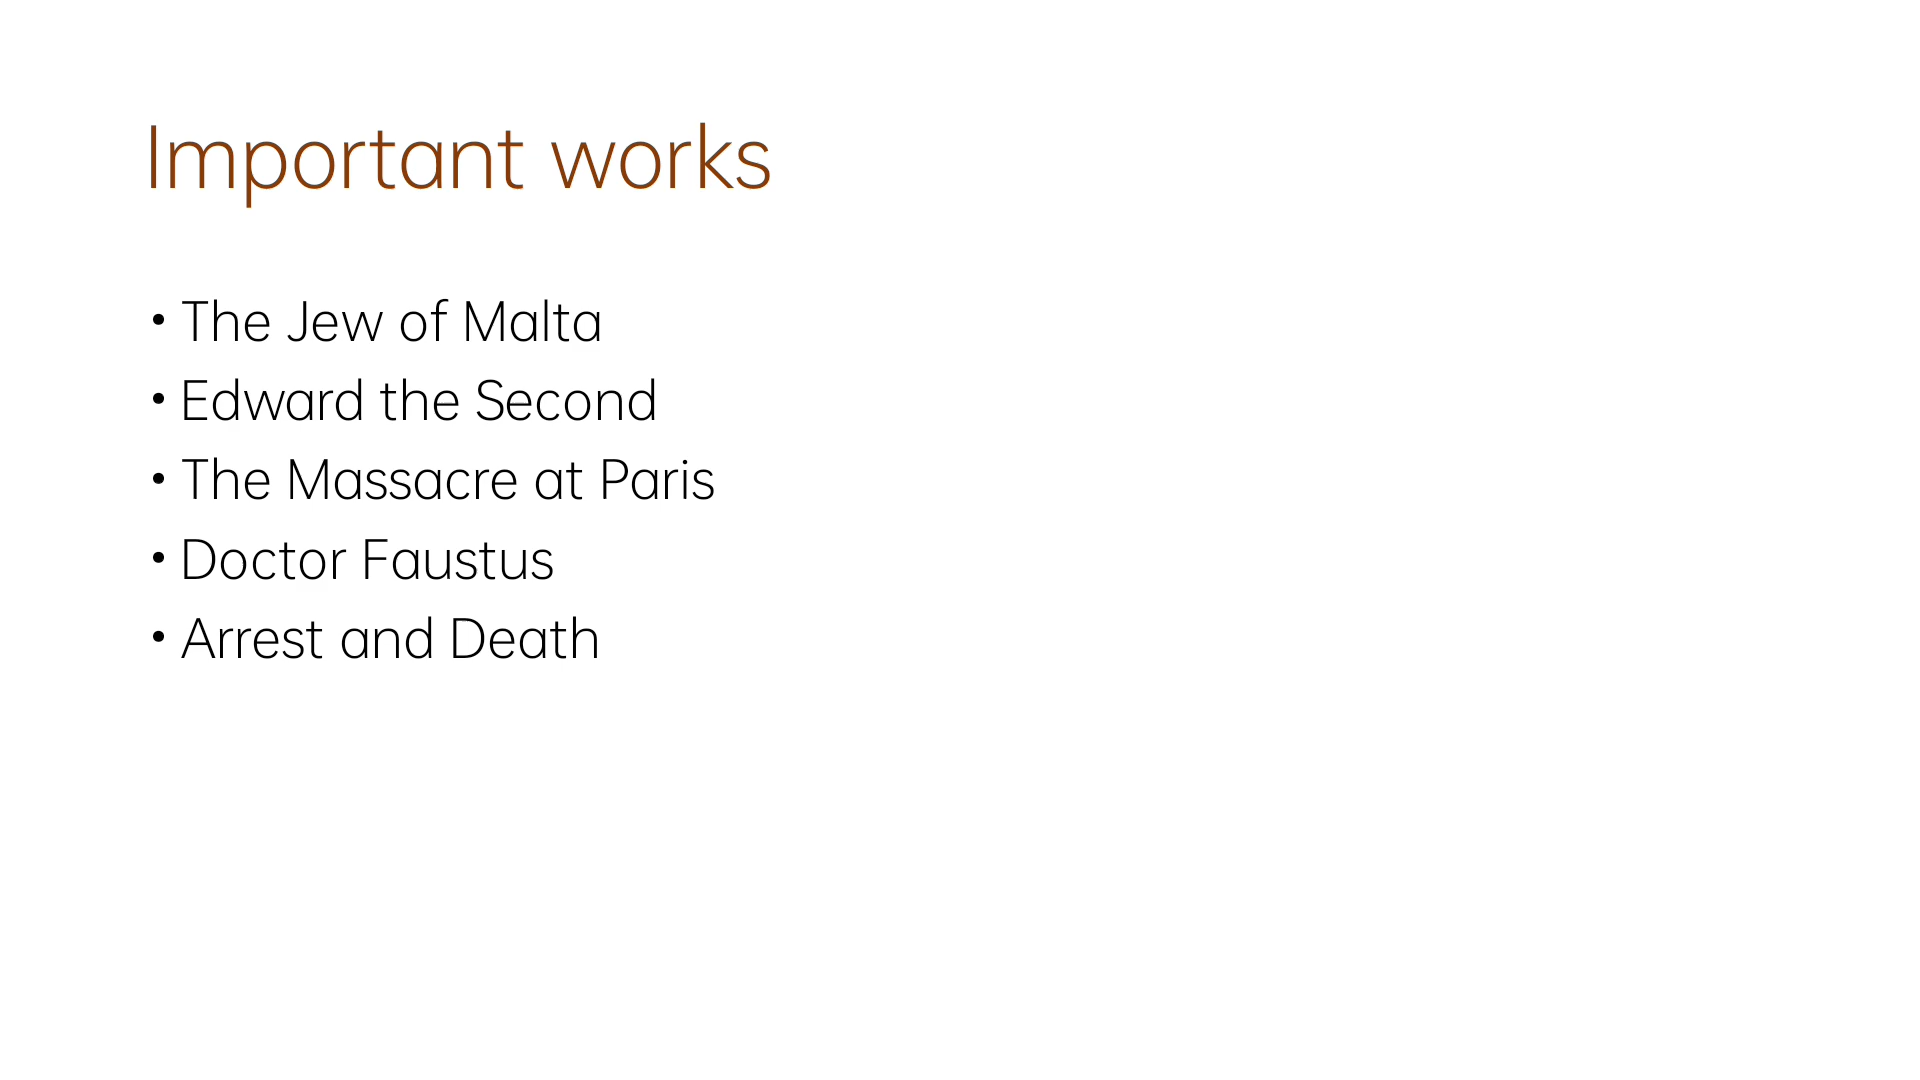 Important works
• The Jew of Malta
• Edward the Second
• The Massacre at Paris
• Doctor Faustus
• Arrest and Death